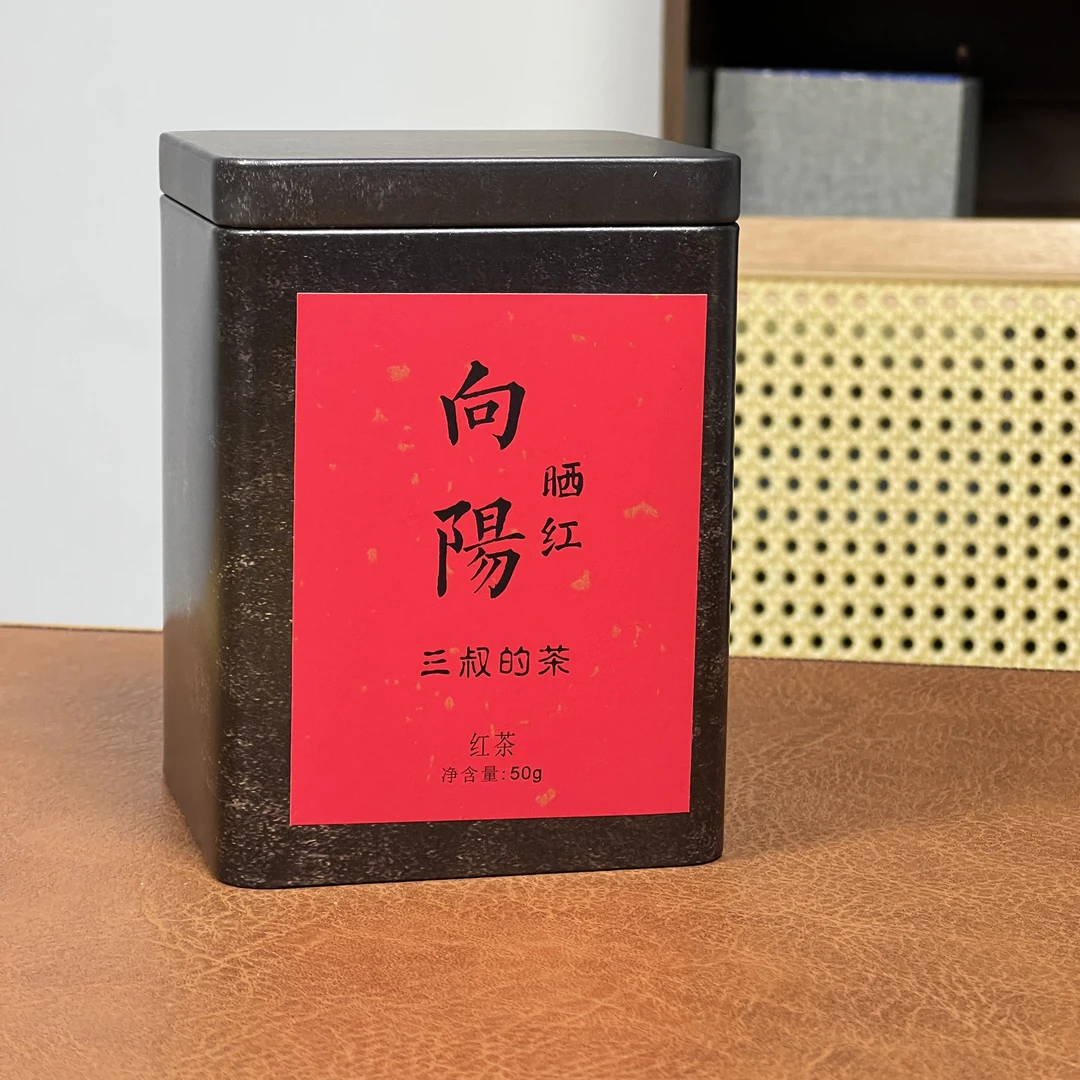 向陽
晒红
三叔的茶
红茶
净含量:50g